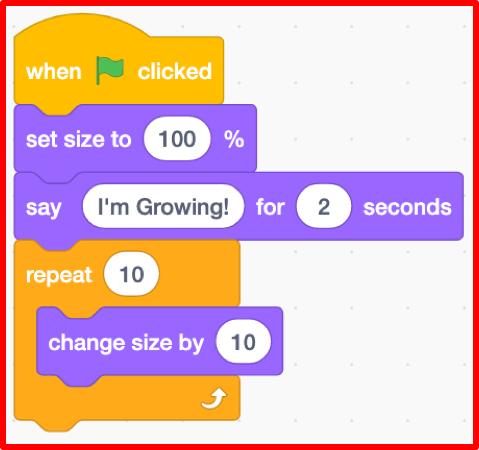 when clicked
set size to 100 %
say I'm Growing! for 2 seconds
repeat 10
change size by 10